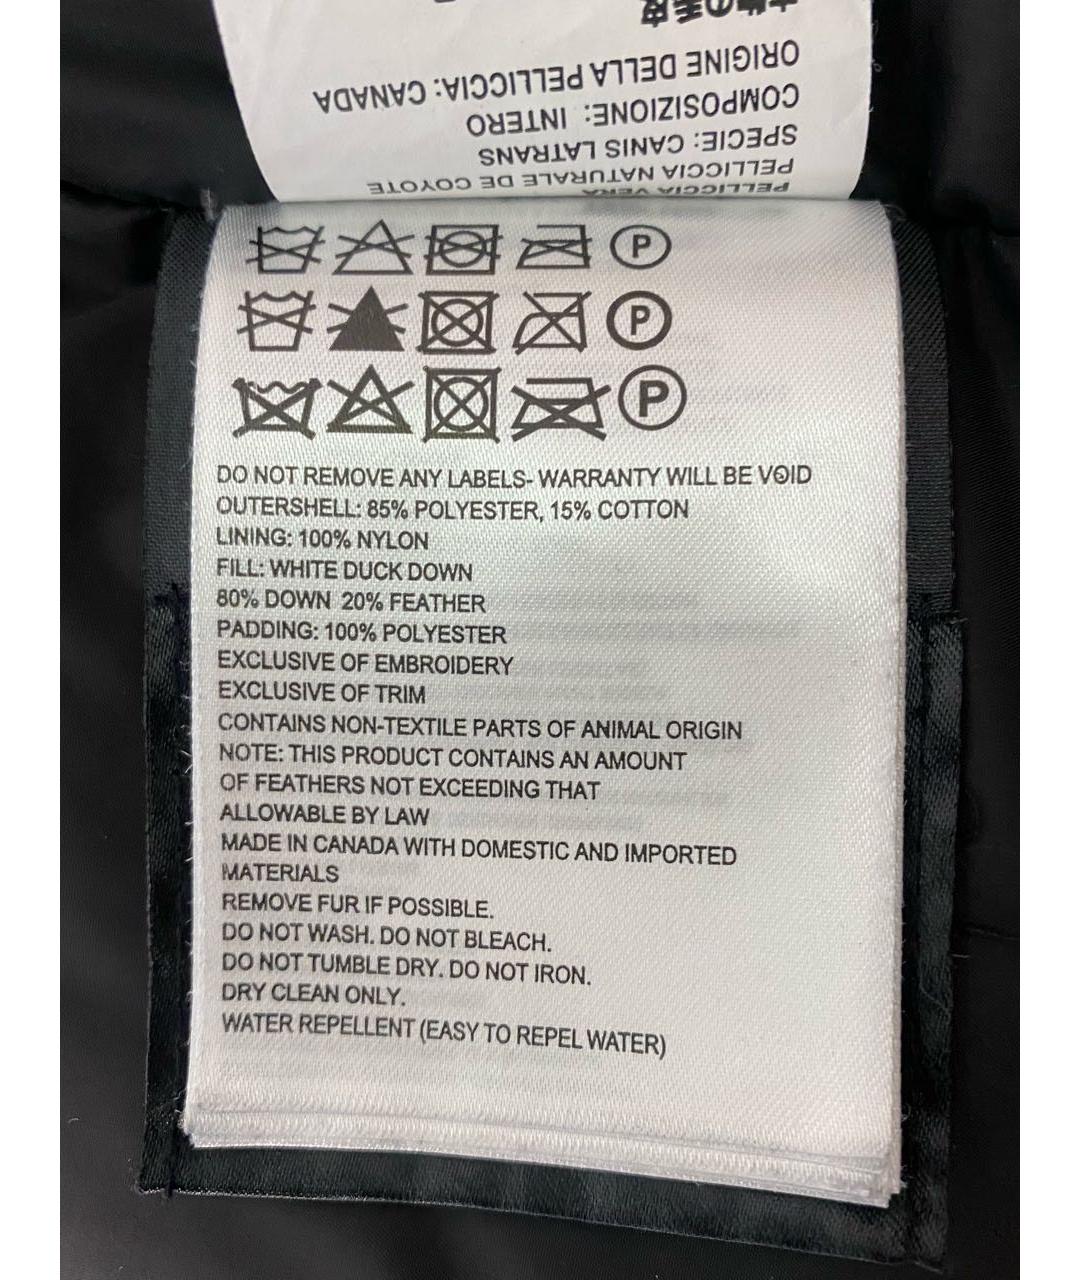 PELLICCIA VERA
PELLICCIA NATURALE DE COYOTE
SPECIE: CANIS LATRANS
COMPOSIZIONE: INTERO
ORIGINE DELLA PELLICCIA: CANADA
P
P
P
DO NOT REMOVE ANY LABELS- WARRANTY WILL BE VOID
OUTERSHELL: 85% POLYESTER, 15% COTTON
LINING: 100% NYLON
FILL: WHITE DUCK DOWN
80% DOWN 20% FEATHER
PADDING: 100% POLYESTER
EXCLUSIVE OF EMBROIDERY
EXCLUSIVE OF TRIM
CONTAINS NON-TEXTILE PARTS OF ANIMAL ORIGIN
NOTE: THIS PRODUCT CONTAINS AN AMOUNT
OF FEATHERS NOT EXCEEDING THAT
ALLOWABLE BY LAW
MADE IN CANADA WITH DOMESTIC AND IMPORTED
MATERIALS
REMOVE FUR IF POSSIBLE.
DO NOT WASH. DO NOT BLEACH.
DO NOT TUMBLE DRY. DO NOT IRON.
DRY CLEAN ONLY.
WATER REPELLENT (EASY TO REPEL WATER)